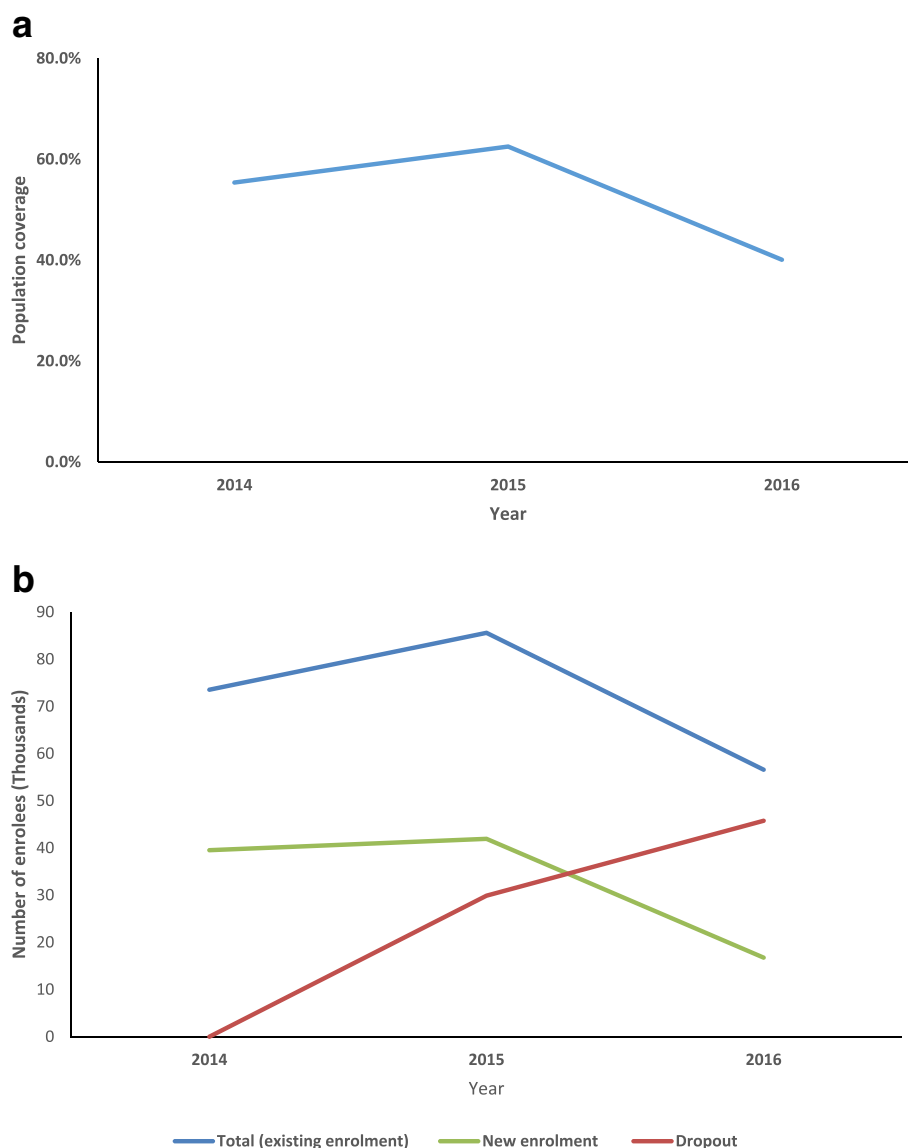 a
80.0%
60.0%
40.0%
20.0%
0.0%
Population coverage
2014 2015 2016
Year
b
90
80
70
60
50
40
30
20
10
0
Number of enrolees (Thousands)
2014 2015 2016
Year
Total (existing enrolment) New enrolment Dropout